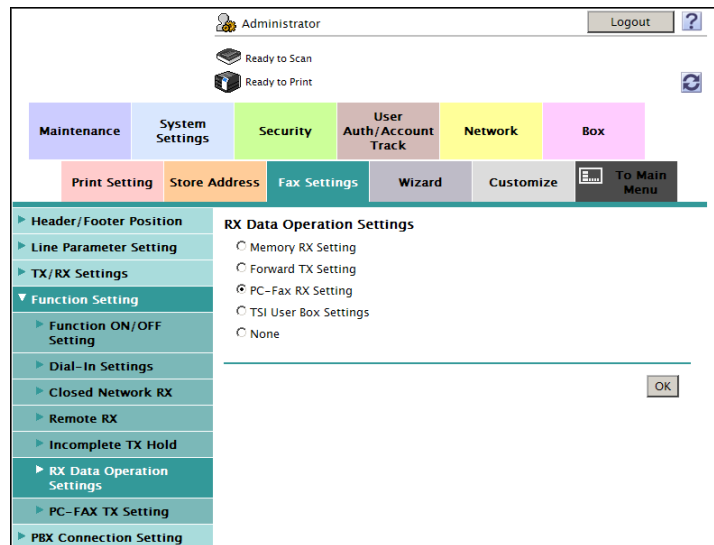 Administrator
Logout
?
Ready to Scan
Ready to Print
Maintenance
System
Settings
Security
User
Auth/Account
Track
Network
Box
Print Setting
Store Address
Fax Settings
Wizard
Customize
To Main
Menu
Header/Footer Position
Line Parameter Setting
TX/RX Settings
Function Setting
Function ON/OFF
Setting
Dial-In Settings
Closed Network RX
Remote RX
Incomplete TX Hold
RX Data Operation
Settings
PC-FAX TX Setting
PBX Connection Setting
RX Data Operation Settings
Memory RX Setting
Forward TX Setting
PC-Fax RX Setting
TSI User Box Settings
None
OK